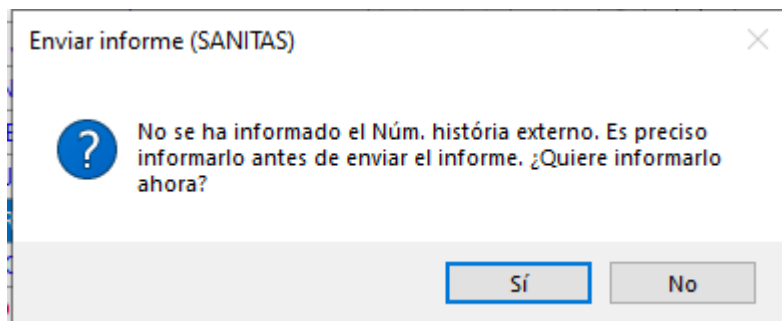 Enviar informe (SANITAS)
No se ha informado el Núm. història externo. Es preciso
informarlo antes de enviar el informe. ¿Quiere informarlo
ahora?
Sí
No